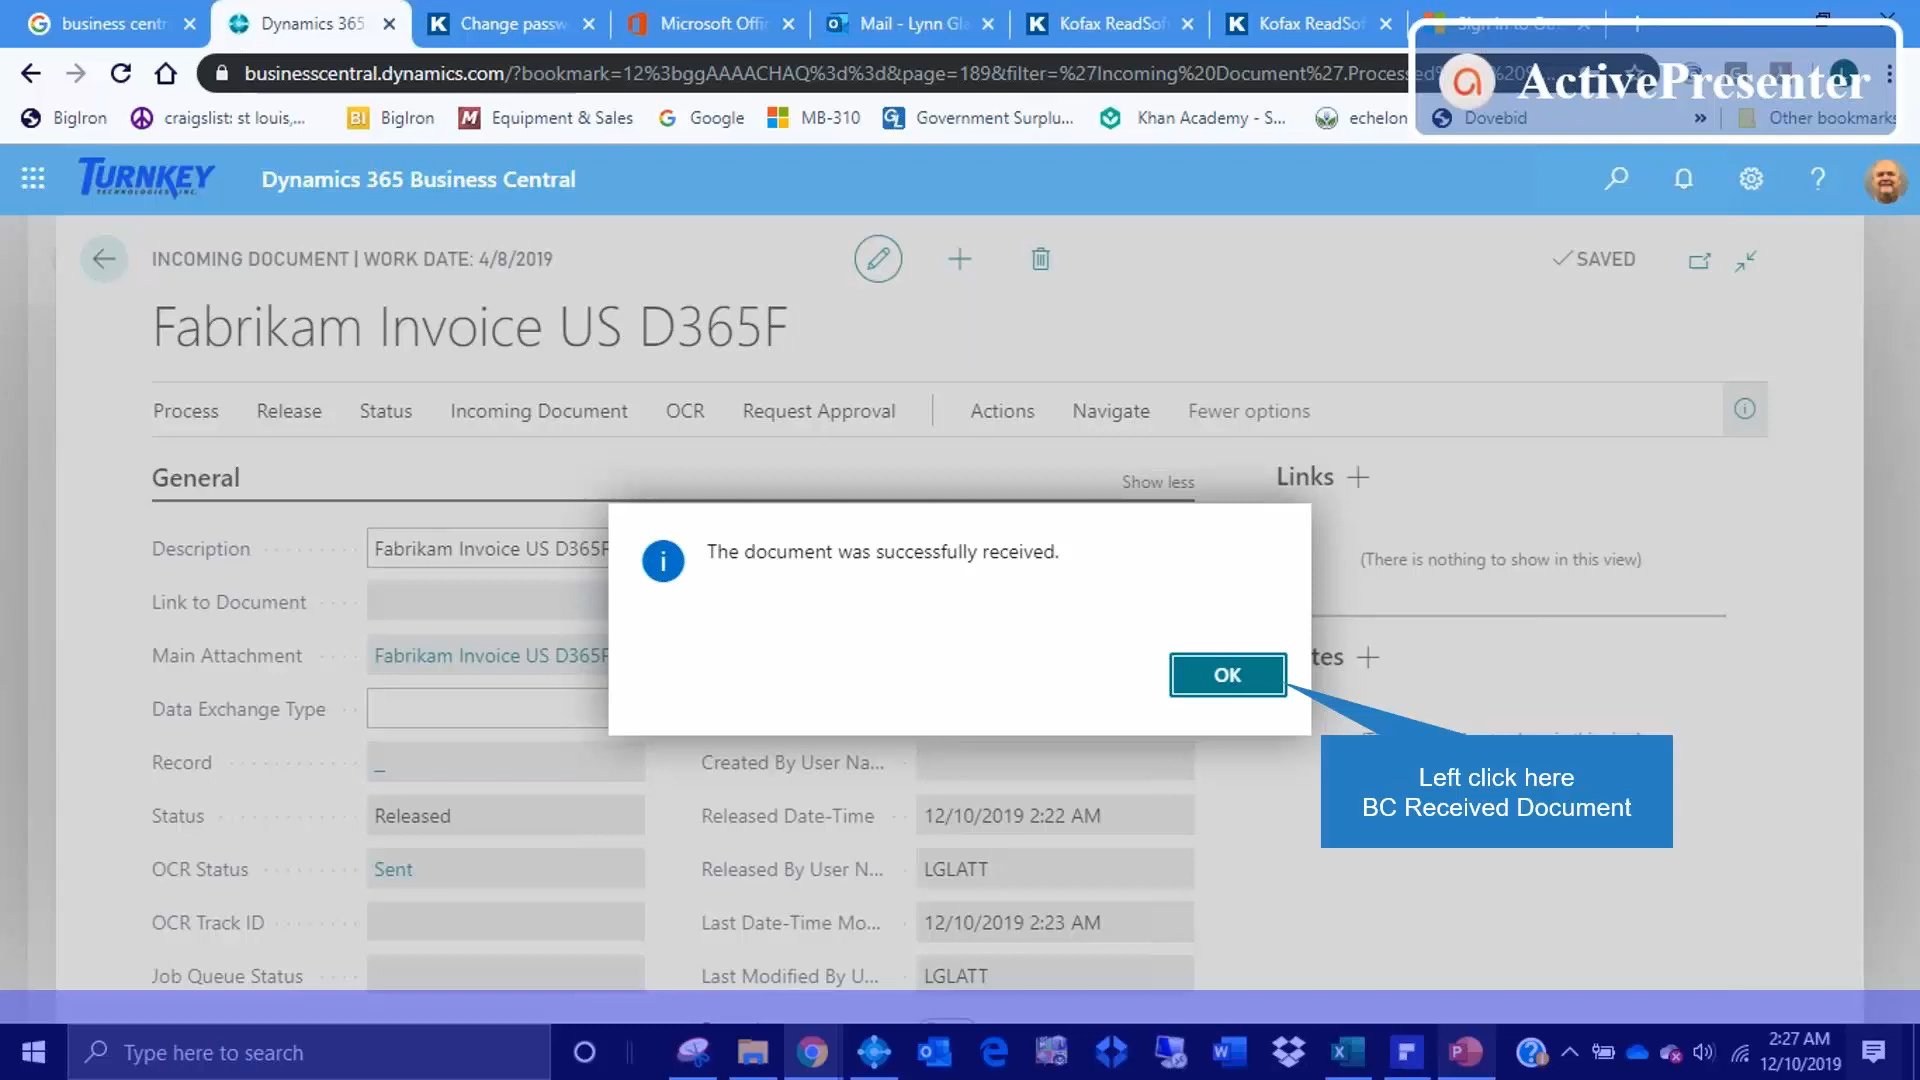 business centr
Dynamics 365
Change passw
Microsoft Offi
Mail - Lynn Gla
Kofax ReadSof
Kofax ReadSof
Sign in to
businesscentral.dynamics.com/?bookmark=12%3bggAAAACHAQ%3d%3d&page=189&filter=%27Incoming%20Document%27.Processed
ActivePresenter
BigIron
craigslist: st louis,...
BigIron
Equipment & Sales
Google
MB-310
Government Surplu...
Khan Academy - S...
echelon
Dovebid
»
Other bookmarks
TURNKEY
TECHNOLOGIES, INC.
Dynamics 365 Business Central
INCOMING DOCUMENT | WORK DATE: 4/8/2019
SAVED
Fabrikam Invoice US D365F
Process
Release
Status
Incoming Document
OCR
Request Approval
Actions
Navigate
Fewer options
General
Show less
Links
(There is nothing to show in this view)
The document was successfully received.
OK
tes
Left click here
BC Received Document
Description
Fabrikam Invoice US D365F
Link to Document
Main Attachment
Fabrikam Invoice US D365F
Data Exchange Type
Record
_
Created By User Na...
Status
Released
Released Date-Time
12/10/2019 2:22 AM
OCR Status
Sent
Released By User N...
LGLATT
OCR Track ID
Last Date-Time Mo...
12/10/2019 2:23 AM
Job Queue Status
Last Modified By U...
LGLATT
Type here to search
2:27 AM
12/10/2019